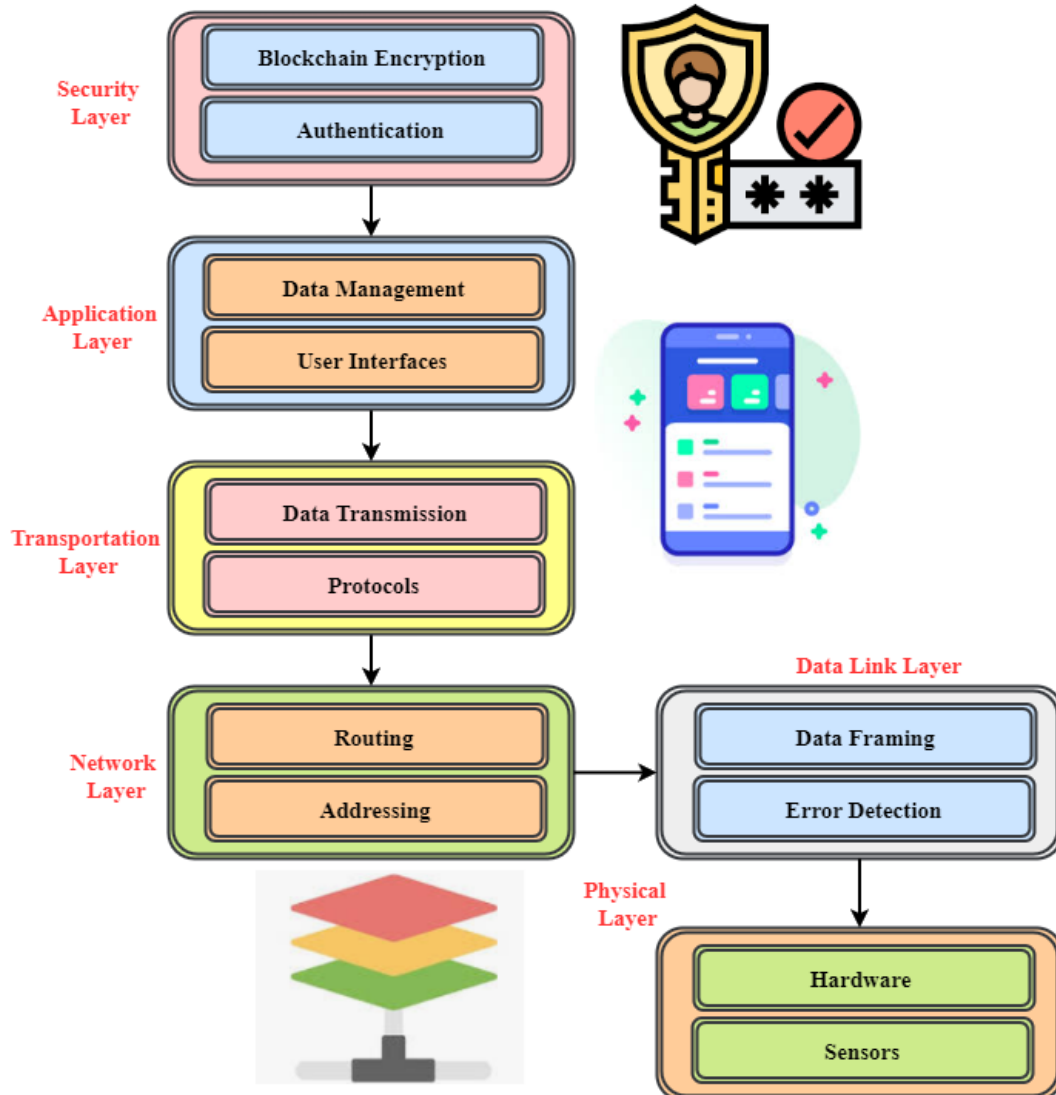 Security
Layer
Blockchain Encryption
Authentication
Application
Layer
Data Management
User Interfaces
Transportation
Layer
Data Transmission
Protocols
Network
Layer
Routing
Addressing
Data Link Layer
Data Framing
Error Detection
Physical
Layer
Hardware
Sensors